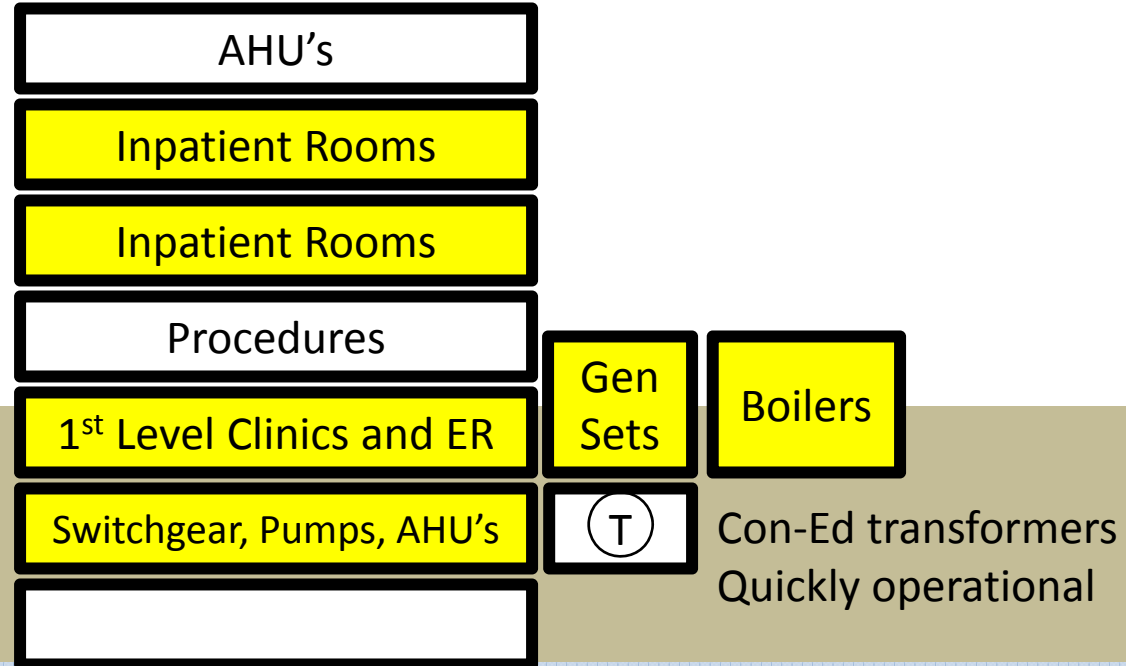 AHU’s
Inpatient Rooms
Inpatient Rooms
Procedures
Gen
Sets
Boilers
1st Level Clinics and ER
Switchgear, Pumps, AHU’s
T
Con-Ed transformers
Quickly operational